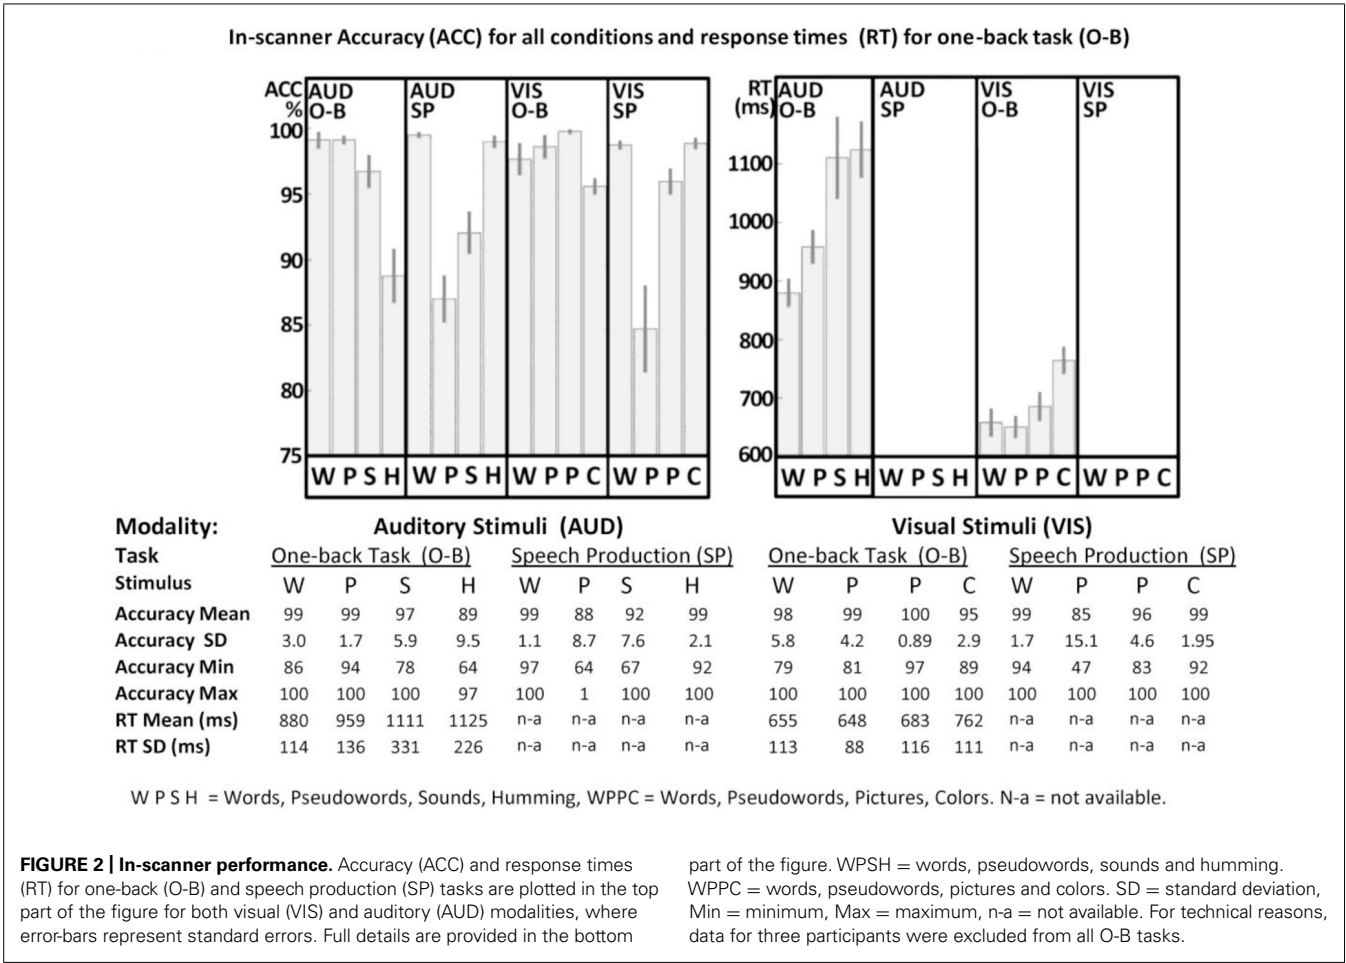 In-scanner Accuracy (ACC) for all conditions and response times (RT) for one-back task (O-B)
ACC AUD AUD VIS VIS RT AUD AUD VIS VIS
% O-B SP O-B SP (ms) O-B SP O-B SP
100
95
90
85
80
75
1100
1000
900
800
700
600
W P S H W P S H W P P C W P P C W P S H W P S H W P P C W P P C
Modality: Auditory Stimuli (AUD) Visual Stimuli (VIS)
Task One-back Task (O-B) Speech Production (SP) One-back Task (O-B) Speech Production (SP)
Stimulus W P S H W P S H W P P C W P P C
Accuracy Mean 99 99 97 89 99 88 92 99 98 99 100 95 99 85 96 99
Accuracy SD 3.0 1.7 5.9 9.5 1.1 8.7 7.6 2.1 5.8 4.2 0.89 2.9 1.7 15.1 4.6 1.95
Accuracy Min 86 94 78 64 97 64 67 92 79 81 97 89 94 47 83 92
Accuracy Max 100 100 100 97 100 1 100 100 100 100 100 100 100 100 100 100
RT Mean (ms) 880 959 1111 1125 n-a n-a n-a n-a 655 648 683 762 n-a n-a n-a n-a
RT SD (ms) 114 136 331 226 n-a n-a n-a n-a 113 88 116 111 n-a n-a n-a n-a
W P S H = Words, Pseudowords, Sounds, Humming, WPPC = Words, Pseudowords, Pictures, Colors. N-a = not available.
FIGURE 2 | In-scanner performance. Accuracy (ACC) and response times
(RT) for one-back (O-B) and speech production (SP) tasks are plotted in the top
part of the figure for both visual (VIS) and auditory (AUD) modalities, where
error-bars represent standard errors. Full details are provided in the bottom
part of the figure. WPSH = words, pseudowords, sounds and humming.
WPPC = words, pseudowords, pictures and colors. SD = standard deviation,
Min = minimum, Max = maximum, n-a = not available. For technical reasons,
data for three participants were excluded from all O-B tasks.